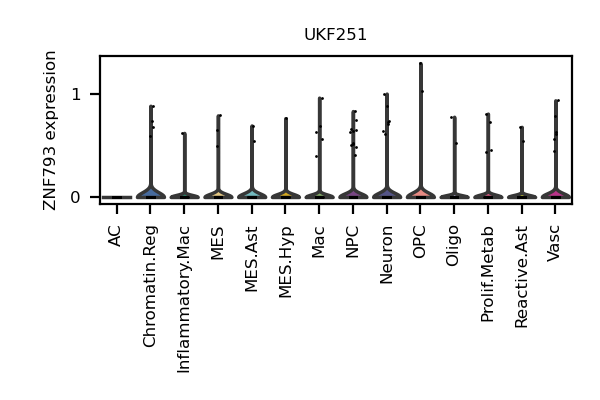 UKF251
ZNF793 expression
1
0
AC
Chromatin.Reg
Inflammatory.Mac
MES
MES.Ast
MES.Hyp
Mac
NPC
Neuron
OPC
Oligo
Prolif.Metab
Reactive.Ast
Vasc